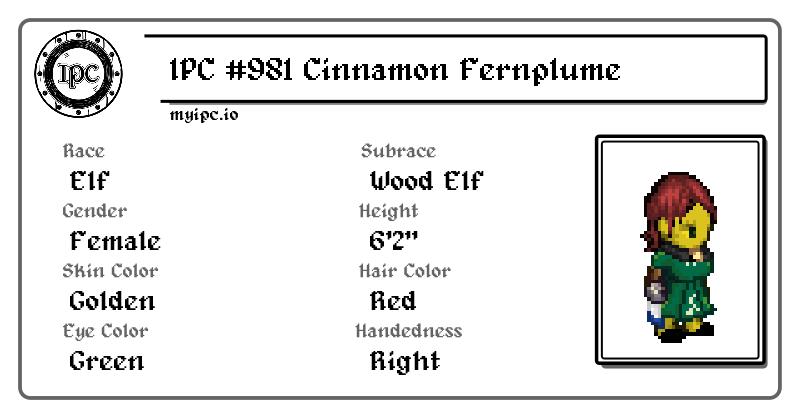 IPC
IPC #981 Cinnamon Fernplume
myipc.io
Race
Elf
Subrace
Wood Elf
Gender
Female
Height
6'2"
Skin Color
Golden
Hair Color
Red
Eye Color
Green
Handedness
Right